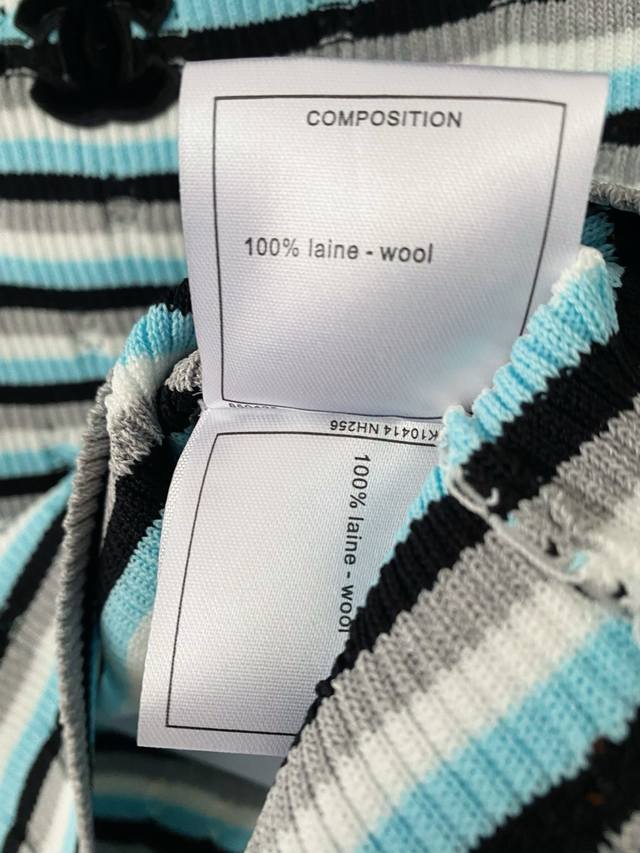 COMPOSITION
100% laine - wool
K10414 NH256
100% laine - wool